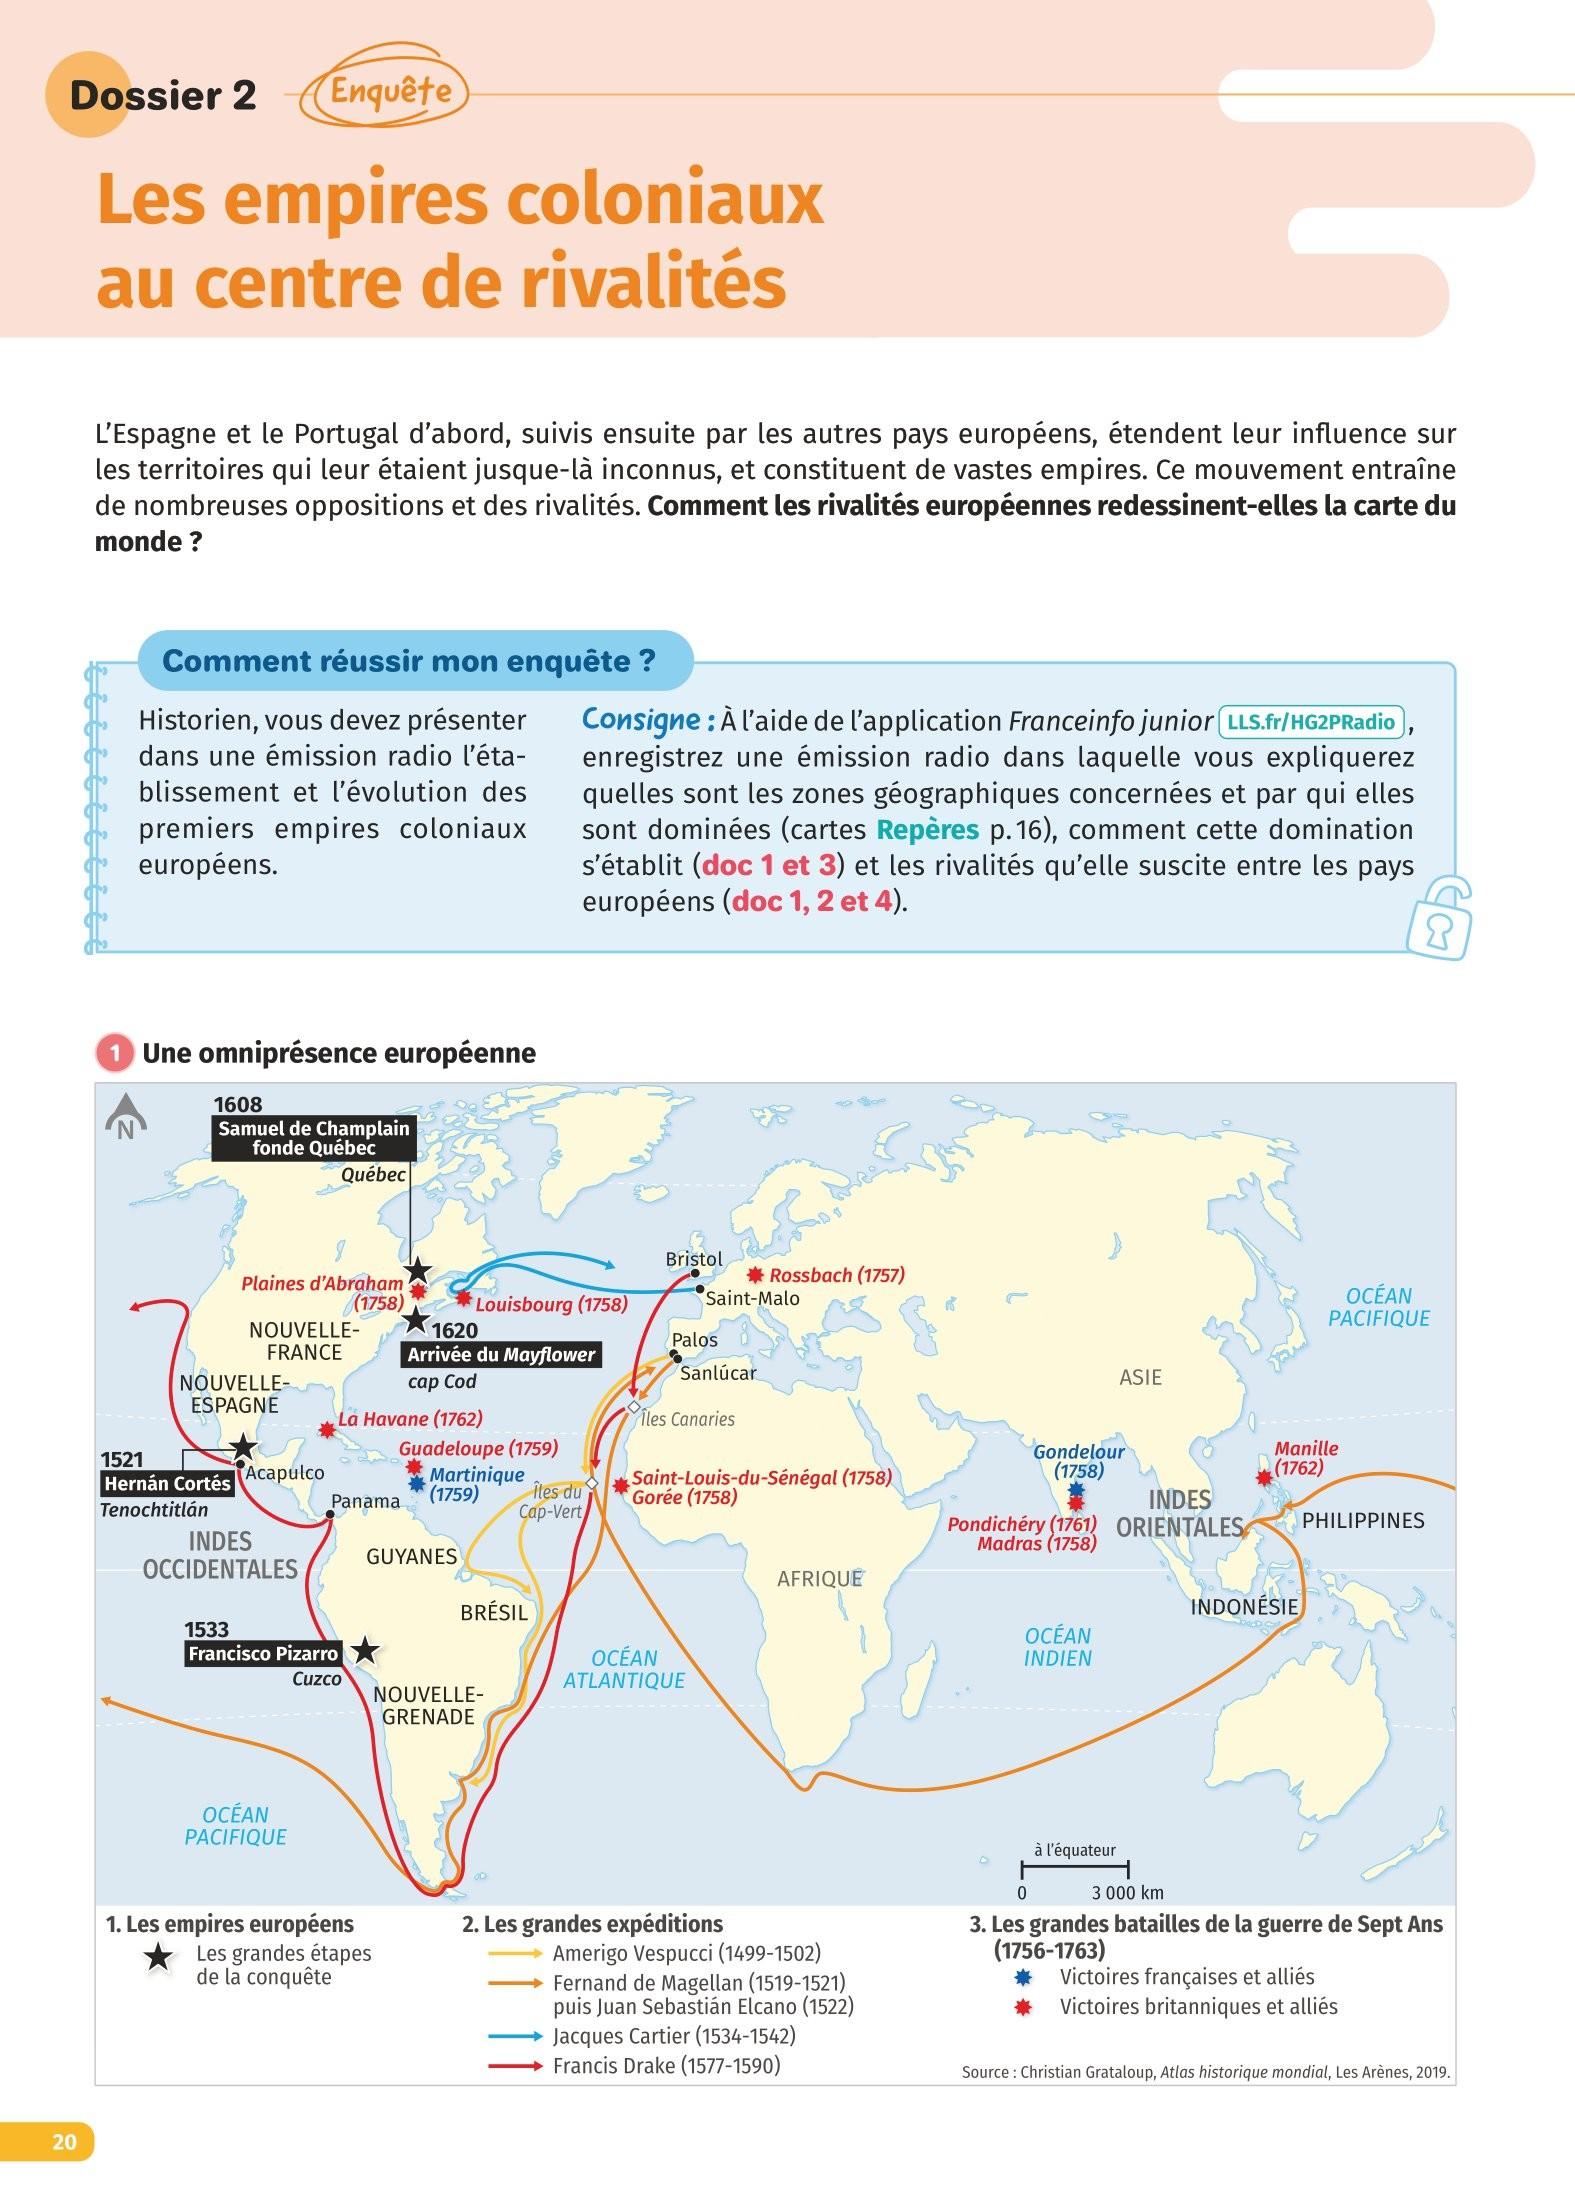 Dossier 2
Enquête
Les empires coloniaux
au centre de rivalités
L'Espagne et le Portugal d'abord, suivis ensuite par les autres pays européens, étendent leur influence sur
les territoires qui leur étaient jusque-là inconnus, et constituent de vastes empires. Ce mouvement entraîne
de nombreuses oppositions et des rivalités. Comment les rivalités européennes redessinent-elles la carte du
monde ?
Comment réussir mon enquête ?
Historien, vous devez présenter
dans une émission radio l'éta-
blissement et l'évolution des
premiers empires coloniaux
européens.
Consigne : À l'aide de l'application Franceinfo junior LLS.fr/HG2PRadio ,
enregistrez une émission radio dans laquelle vous expliquerez
quelles sont les zones géographiques concernées et par qui elles
sont dominées (cartes Repères p. 16), comment cette domination
s'établit (doc 1 et 3) et les rivalités qu'elle suscite entre les pays
européens (doc 1, 2 et 4).
1 Une omniprésence européenne
N
1608
Samuel de Champlain
fonde Québec
Québec
Plaines d'Abraham
(1758)
Louisbourg (1758)
1620
Arrivée du Mayflower
cap Cod
NOUVELLE-
FRANCE
NOUVELLE-
ESPAGNE
Bristol
Saint-Malo
Rossbach (1757)
Palos
Sanlúcar
Îles Canaries
OCÉAN
PACIFIQUE
ASIE
La Havane (1762)
Guadeloupe (1759)
Martinique
(1759)
1521
Hernán Cortés
Tenochtitlán
Acapulco
Panama
Îles du
Cap-Vert
Saint-Louis-du-Sénégal (1758)
Gorée (1758)
Gondelour
(1758)
Pondichéry (1761)
Madras (1758)
INDES
ORIENTALES
Manille
(1762)
PHILIPPINES
INDES
OCCIDENTALES
GUYANES
BRÉSIL
AFRIQUE
INDONÉSIE
1533
Francisco Pizarro
Cuzco
NOUVELLE-
GRENADE
OCÉAN
ATLANTIQUE
OCÉAN
INDIEN
OCÉAN
PACIFIQUE
à l'équateur
0 3 000 km
1. Les empires européens
Les grandes étapes
de la conquête
2. Les grandes expéditions
Amerigo Vespucci (1499-1502)
Fernand de Magellan (1519-1521)
puis Juan Sebastián Elcano (1522)
Jacques Cartier (1534-1542)
Francis Drake (1577-1590)
3. Les grandes batailles de la guerre de Sept Ans
(1756-1763)
Victoires françaises et alliés
Victoires britanniques et alliés
Source : Christian Grataloup, Atlas historique mondial, Les Arènes, 2019.
20